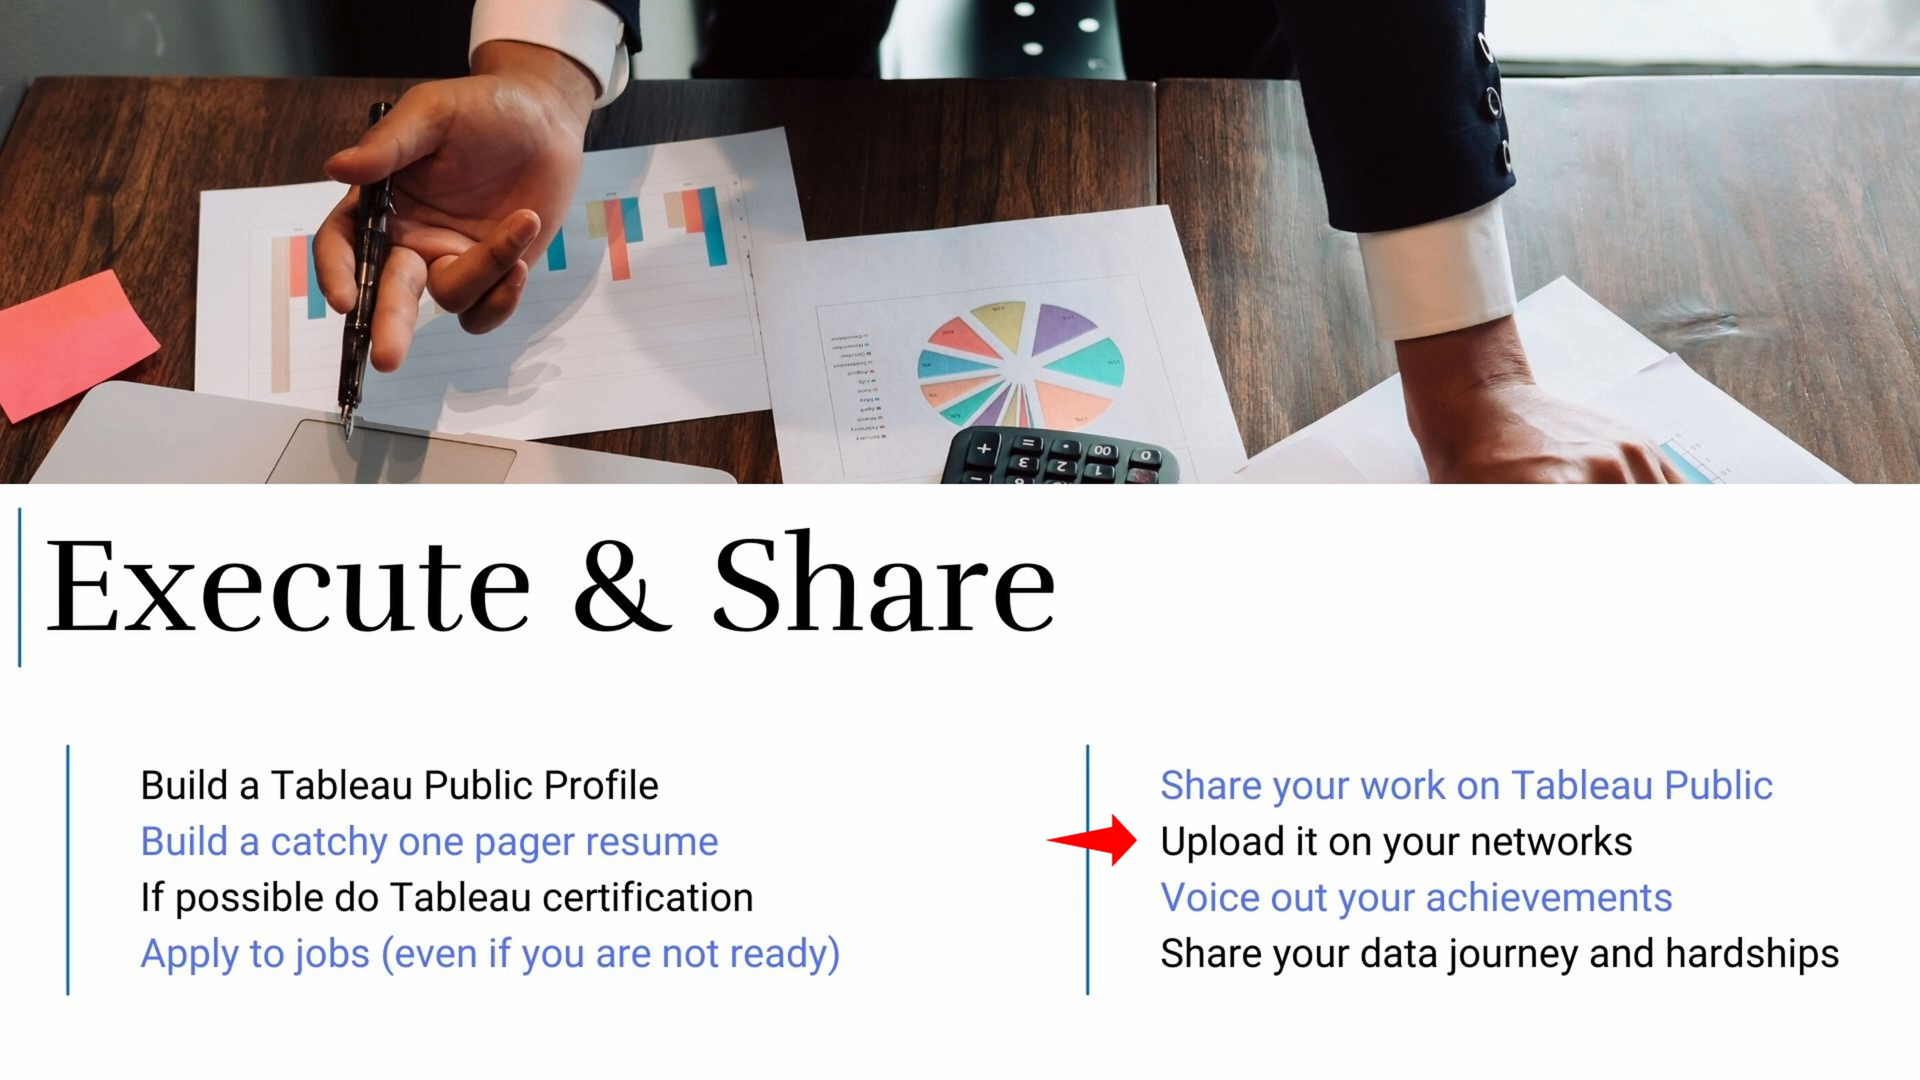 Execute & Share
Build a Tableau Public Profile
Build a catchy one pager resume
If possible do Tableau certification
Apply to jobs (even if you are not ready)
Share your work on Tableau Public
Upload it on your networks
Voice out your achievements
Share your data journey and hardships